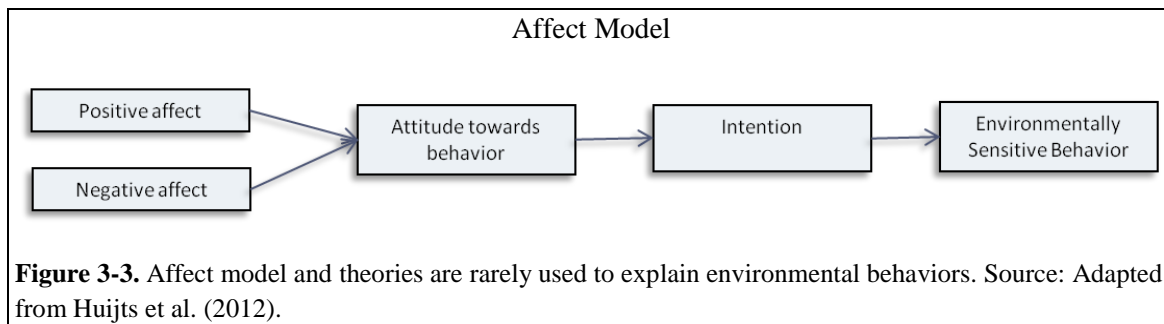 Affect Model
Positive affect
Negative affect
Attitude towards
behavior
Intention
Environmentally
Sensitive Behavior
Figure 3-3. Affect model and theories are rarely used to explain environmental behaviors. Source: Adapted
from Huijts et al. (2012).